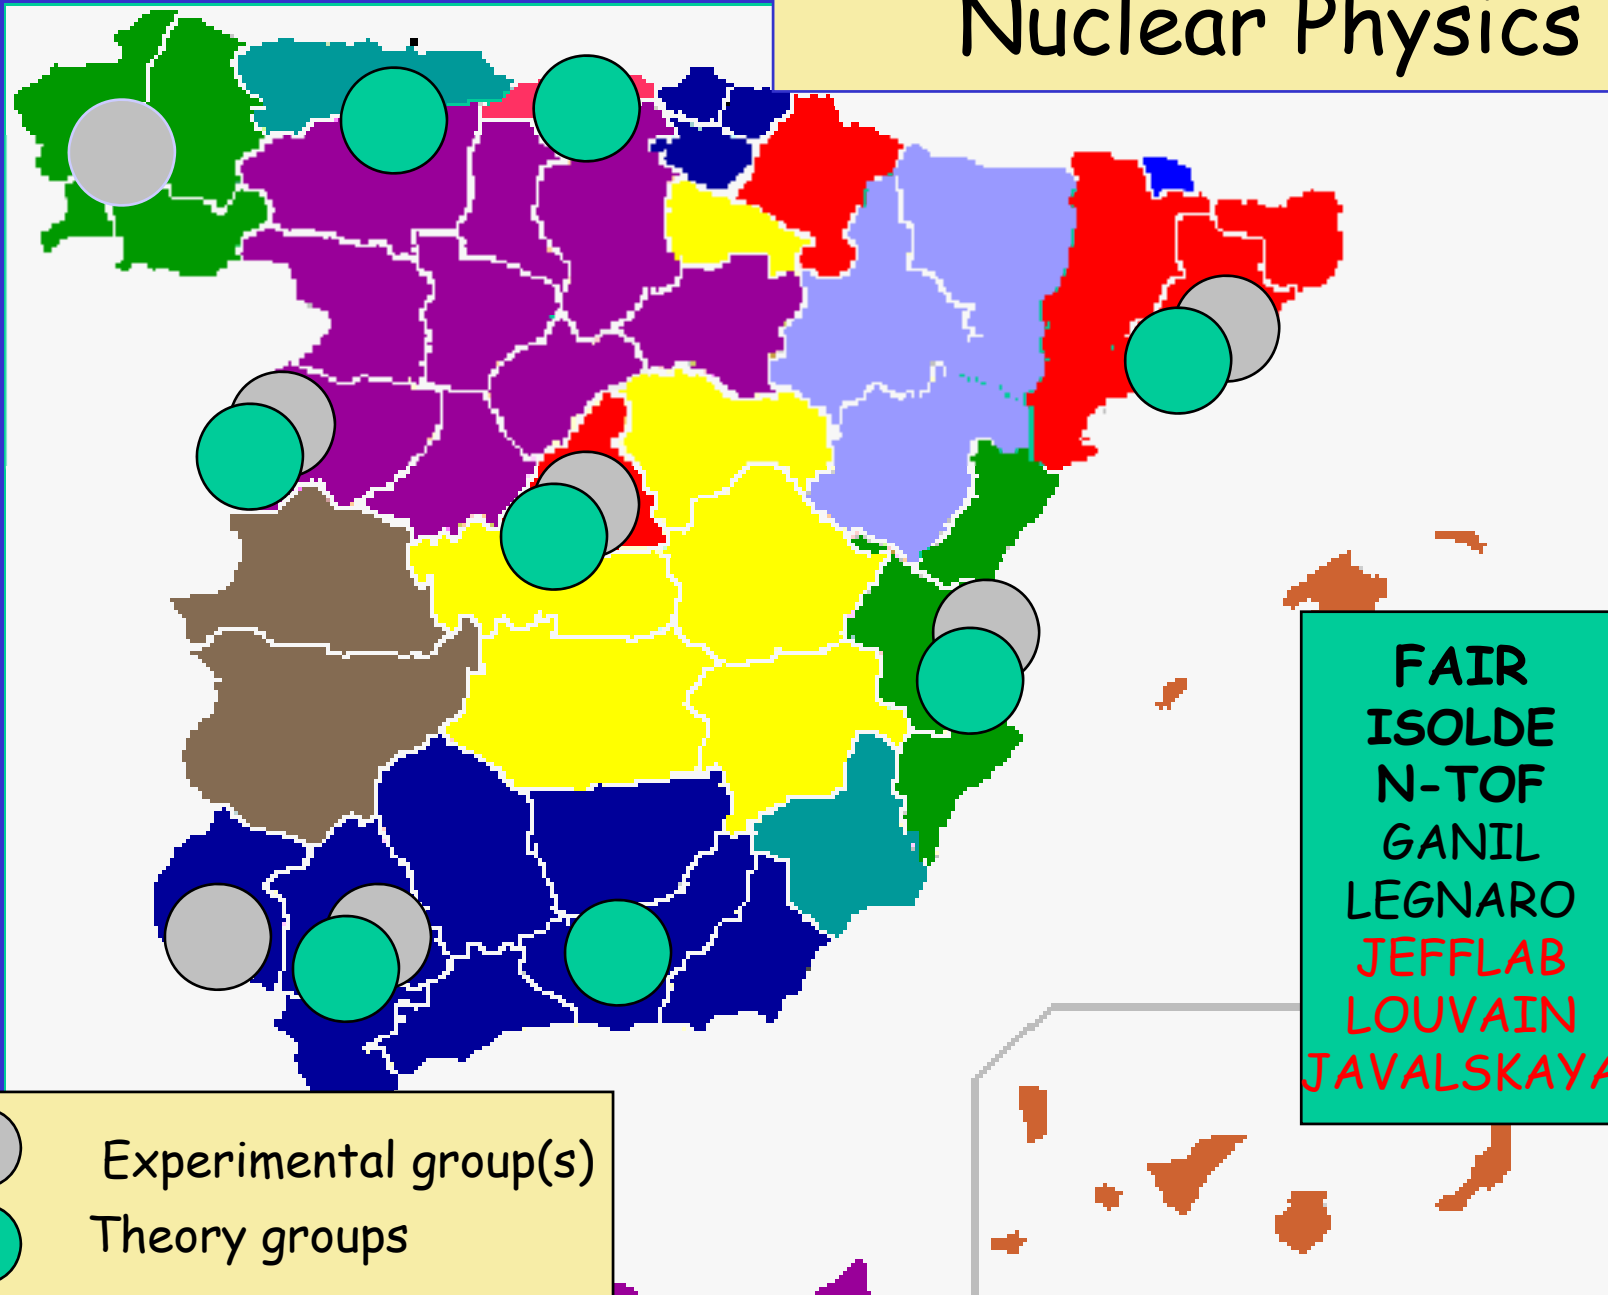 Nuclear Physics
FAIR
ISOLDE
N-TOF
GANIL
LEGNARO
JEFFLAB
LOUVAIN
JAVALSKAYA
Experimental group(s)
Theory groups